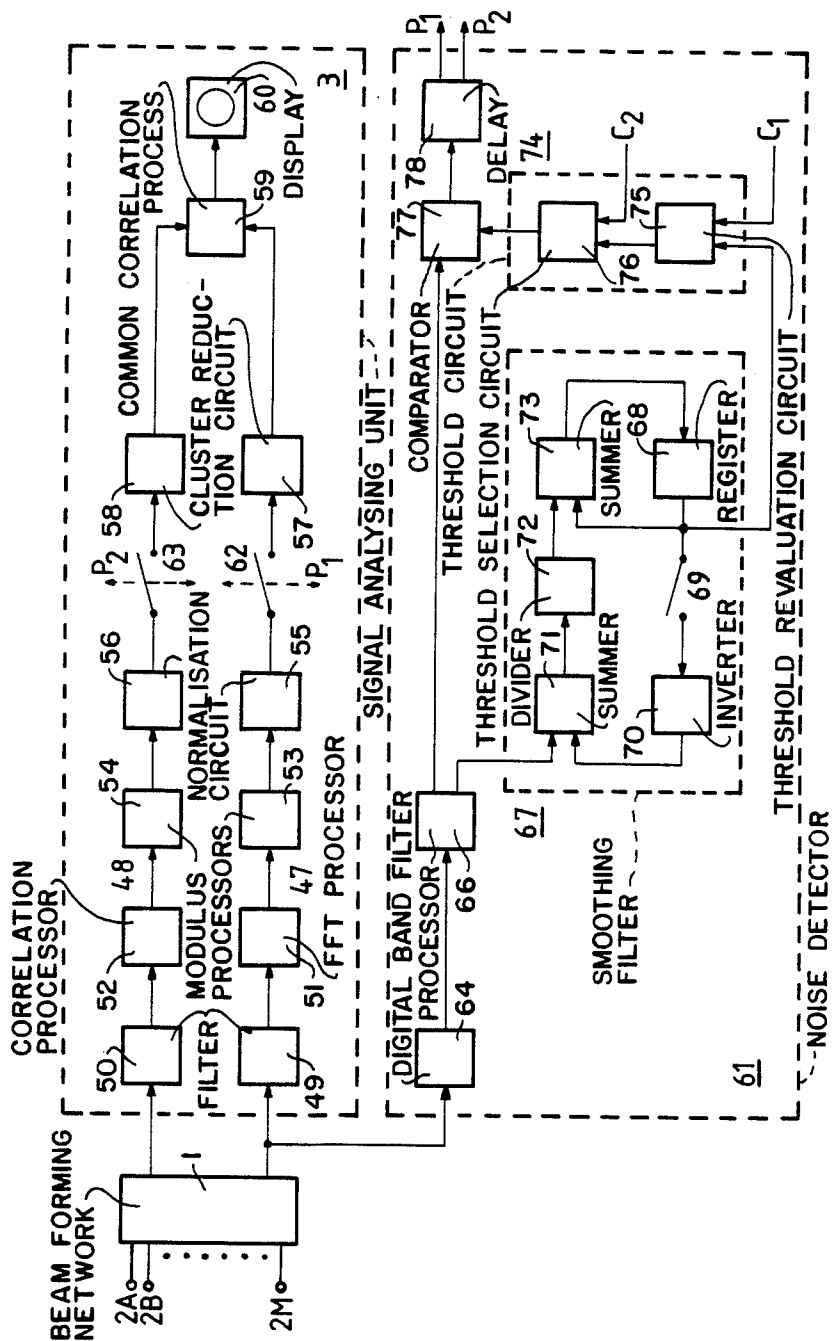 BEAM FORMING
NETWORK
2A
2B
2M
1
CORRELATION
PROCESSOR
50
52
48
54
56
P2
63
58
COMMON CORRELATION
PROCESS
FILTER
MODULUS
PROCESSORS
NORMALISATION
CIRCUIT
CLUSTER REDUC-
TION CIRCUIT
59
60
DISPLAY
49
51
47
53
55
62
P1
57
FFT PROCESSOR
3
SIGNAL ANALYSING UNIT
DIGITAL BAND FILTER
PROCESSOR
64
66
COMPARATOR
77
78
DELAY
P1
P2
THRESHOLD CIRCUIT
74
THRESHOLD SELECTION CIRCUIT
76
C2
75
C1
DIVIDER
71
72
73
SUMMER
SUMMER
67
SMOOTHING
FILTER
70
INVERTER
69
68
REGISTER
THRESHOLD REVALUATION CIRCUIT
61
NOISE DETECTOR